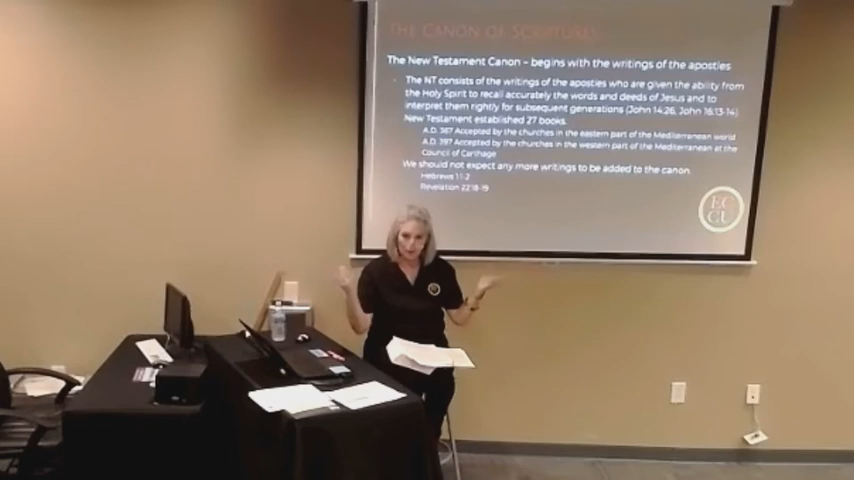 THE CANON OF SCRIPTURES
The New Testament Canon – begins with the writings of the apostles
The NT consists of the writings of the apostles who are given the ability from
the Holy Spirit to recall accurately the words and deeds of Jesus and to
interpret them rightly for subsequent generations (John 14:26, John 16:13-14)
New Testament established 27 books.
A.D. 367 Accepted by the churches in the eastern part of the Mediterranean world
A.D. 397 Accepted by the churches in the western part of the Mediterranean at the
Council of Carthage
We should not expect any more writings to be added to the canon.
Hebrews 1:1-2
Revelation 22:18-19
EC
CU